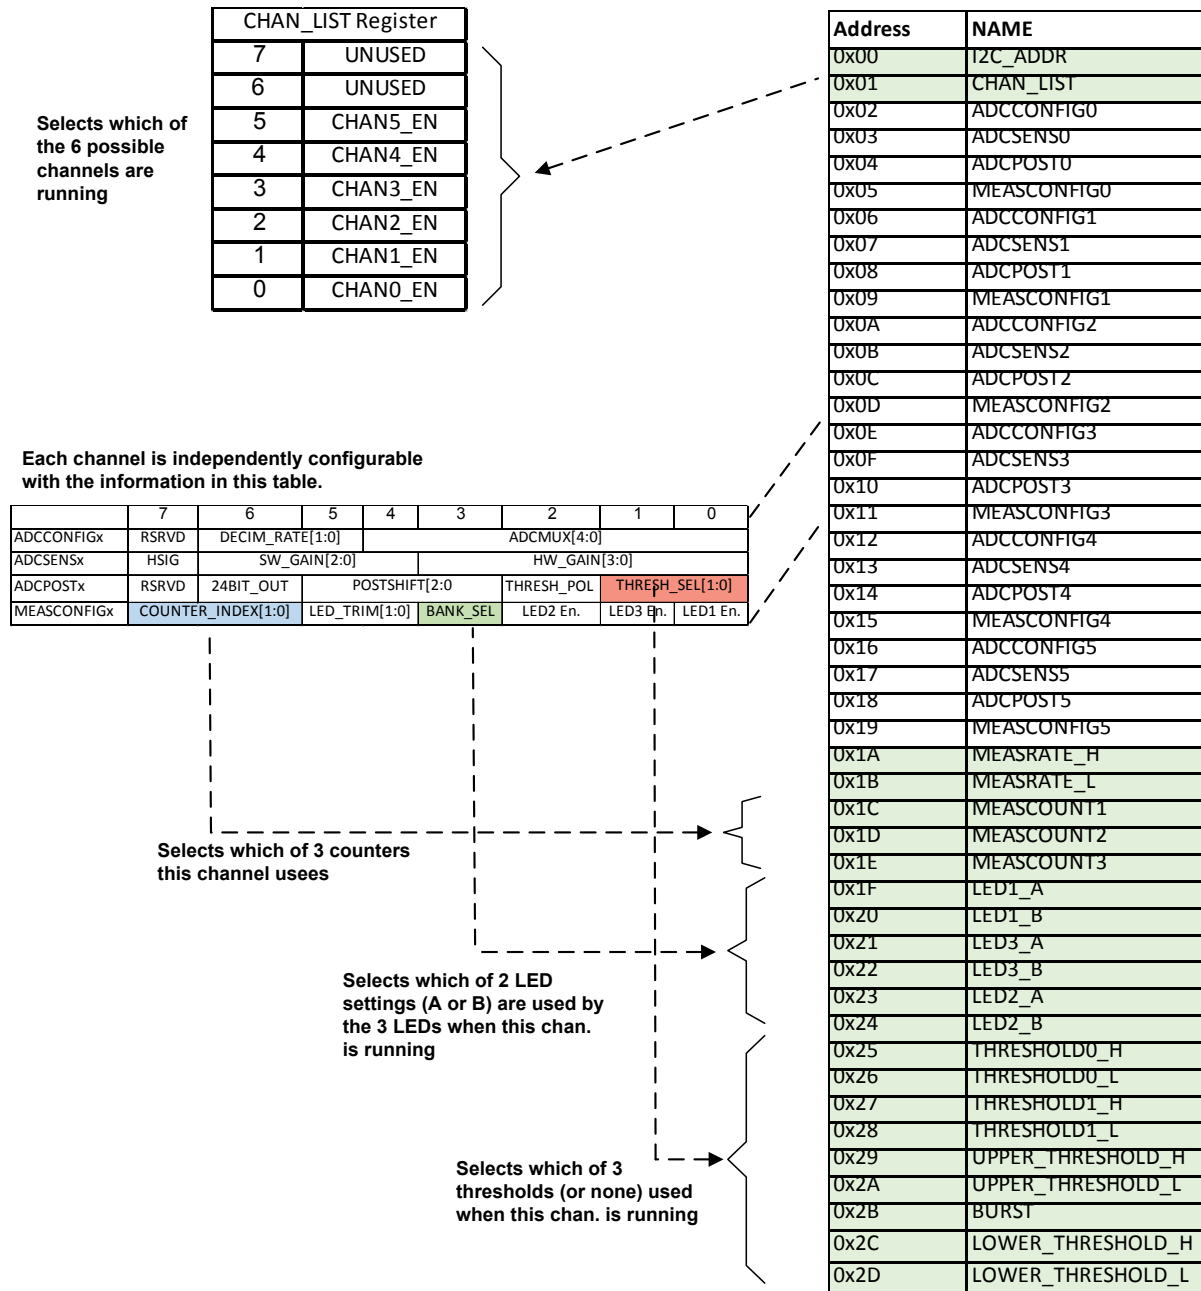 CHAN_LIST Register
7 UNUSED
6 UNUSED
5 CHAN5_EN
4 CHAN4_EN
3 CHAN3_EN
2 CHAN2_EN
1 CHAN1_EN
0 CHAN0_EN
Selects which of
the 6 possible
channels are
running
Each channel is independently configurable
with the information in this table.
7 6 5 4 3 2 1 0
ADCCONFIGx RSRVD DECIM_RATE[1:0] ADCMUX[4:0]
ADCSENSx HSIG SW_GAIN[2:0] HW_GAIN[3:0]
ADCPOSTx RSRVD 24BIT_OUT POSTSHIFT[2:0 THRESH_POL THRESH_SEL[1:0]
MEASCONFIGx COUNTER_INDEX[1:0] LED_TRIM[1:0] BANK_SEL LED2 En. LED3 En. LED1 En.
Selects which of 3 counters
this channel usees
Selects which of 2 LED
settings (A or B) are used by
the 3 LEDs when this chan.
is running
Selects which of 3
thresholds (or none) used
when this chan. is running
Address NAME
0x00 I2C_ADDR
0x01 CHAN_LIST
0x02 ADCCONFIG0
0x03 ADCSENS0
0x04 ADCPOST0
0x05 MEASCONFIG0
0x06 ADCCONFIG1
0x07 ADCSENS1
0x08 ADCPOST1
0x09 MEASCONFIG1
0x0A ADCCONFIG2
0x0B ADCSENS2
0x0C ADCPOST2
0x0D MEASCONFIG2
0x0E ADCCONFIG3
0x0F ADCSENS3
0x10 ADCPOST3
0x11 MEASCONFIG3
0x12 ADCCONFIG4
0x13 ADCSENS4
0x14 ADCPOST4
0x15 MEASCONFIG4
0x16 ADCCONFIG5
0x17 ADCSENS5
0x18 ADCPOST5
0x19 MEASCONFIG5
0x1A MEASRATE_H
0x1B MEASRATE_L
0x1C MEASCOUNT1
0x1D MEASCOUNT2
0x1E MEASCOUNT3
0x1F LED1_A
0x20 LED1_B
0x21 LED3_A
0x22 LED3_B
0x23 LED2_A
0x24 LED2_B
0x25 THRESHOLD0_H
0x26 THRESHOLD0_L
0x27 THRESHOLD1_H
0x28 THRESHOLD1_L
0x29 UPPER_THRESHOLD_H
0x2A UPPER_THRESHOLD_L
0x2B BURST
0x2C LOWER_THRESHOLD_H
0x2D LOWER_THRESHOLD_L